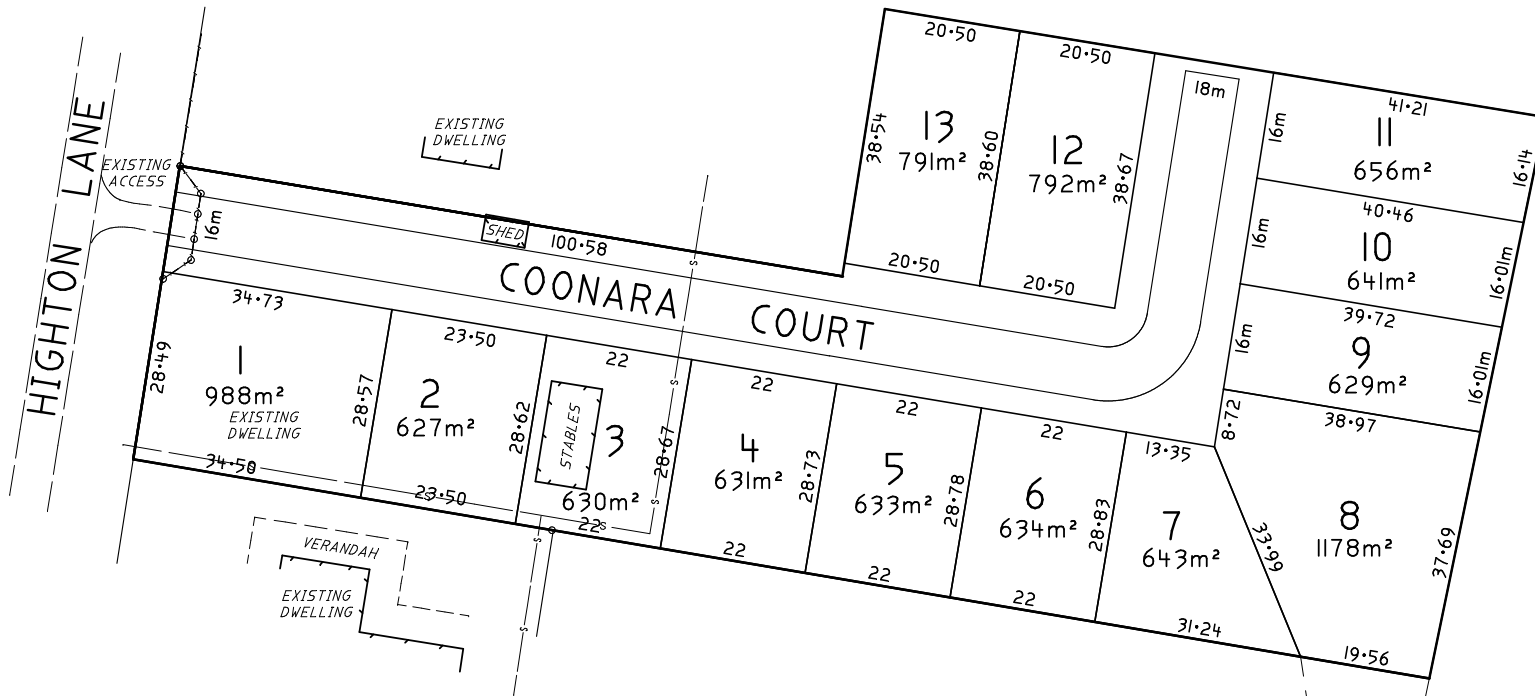 HIGHTON LANE
EXISTING
ACCESS
16m
EXISTING
DWELLING
SHED
100·58
COONARA COURT
34·73
28·49
1
988m²
EXISTING
DWELLING
34·50
28·57
23·50
2
627m²
23·50
28·62
22
STABLES
3
630m²
22
28·67
22
4
631m²
22
28·73
22
5
633m²
22
28·78
22
6
634m²
22
28·83
13·35
7
643m²
31·24
33·99
8·72
38·97
8
1178m²
37·69
19·56
16m
39·72
9
629m²
16·01m
16m
40·46
10
641m²
16·01m
16m
41·21
11
656m²
16·14
18m
20·50
12
792m²
38·67
20·50
38·60
20·50
13
791m²
38·54
20·50
VERANDAH
EXISTING
DWELLING
s
s
s
s
s
s
s
s